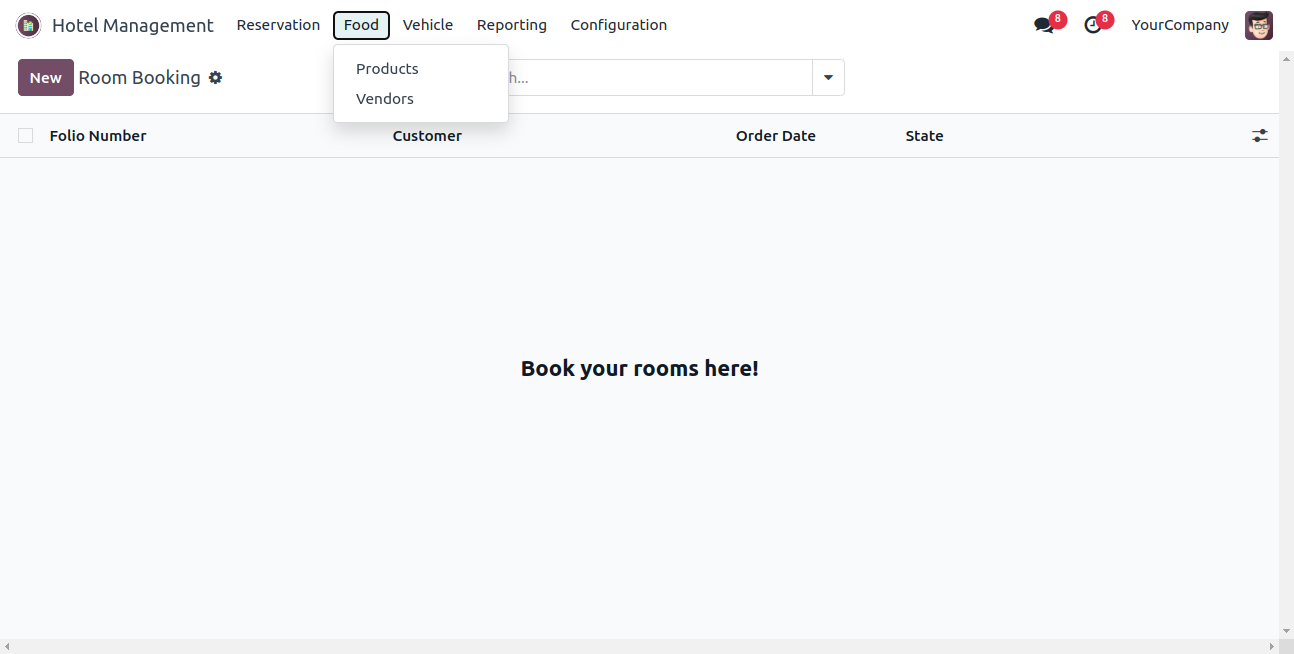 Hotel Management Reservation Food Vehicle Reporting Configuration 8 8 YourCompany
Products
Vendors
New Room Booking h...
Folio Number Customer Order Date State
Book your rooms here!